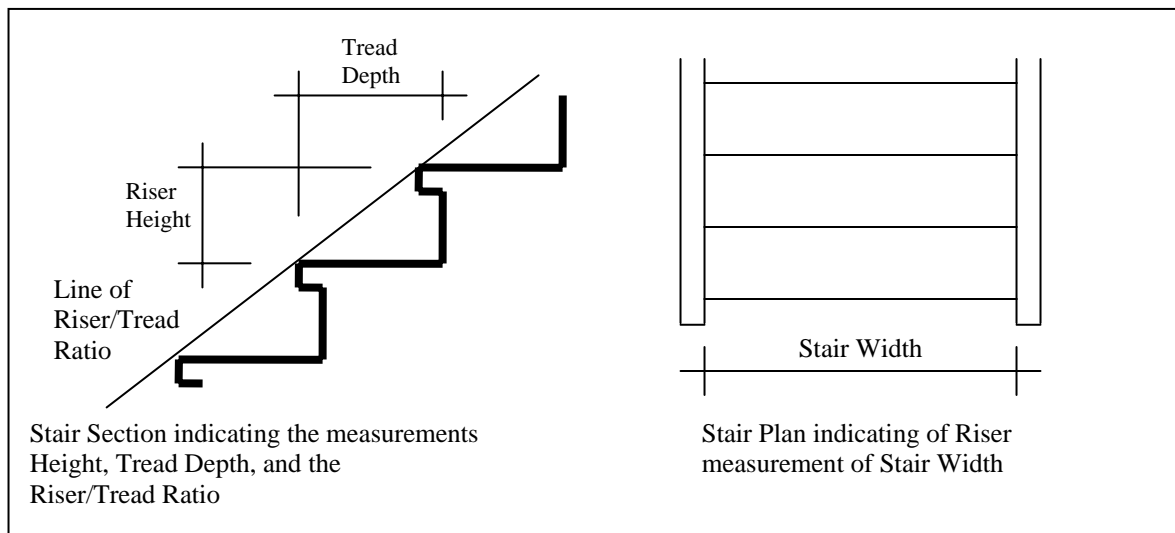 Tread
Depth
Riser
Height
Line of
Riser/Tread
Ratio
Stair Section indicating the measurements
Height, Tread Depth, and the
Riser/Tread Ratio
Stair Width
Stair Plan indicating of Riser
measurement of Stair Width